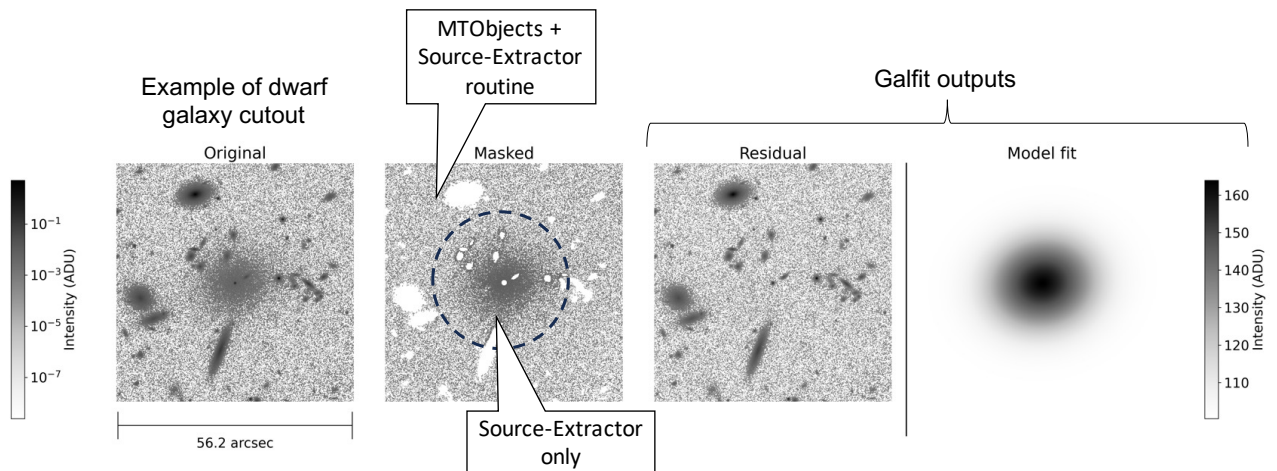 MTObjects +
Source-Extractor
routine
Example of dwarf
galaxy cutout
Galfit outputs
Original
Masked
Residual
Model fit
10⁻¹
10⁻³
10⁻⁵
10⁻⁷
Intensity (ADU)
160
150
140
130
120
110
Intensity (ADU)
56.2 arcsec
Source-Extractor
only